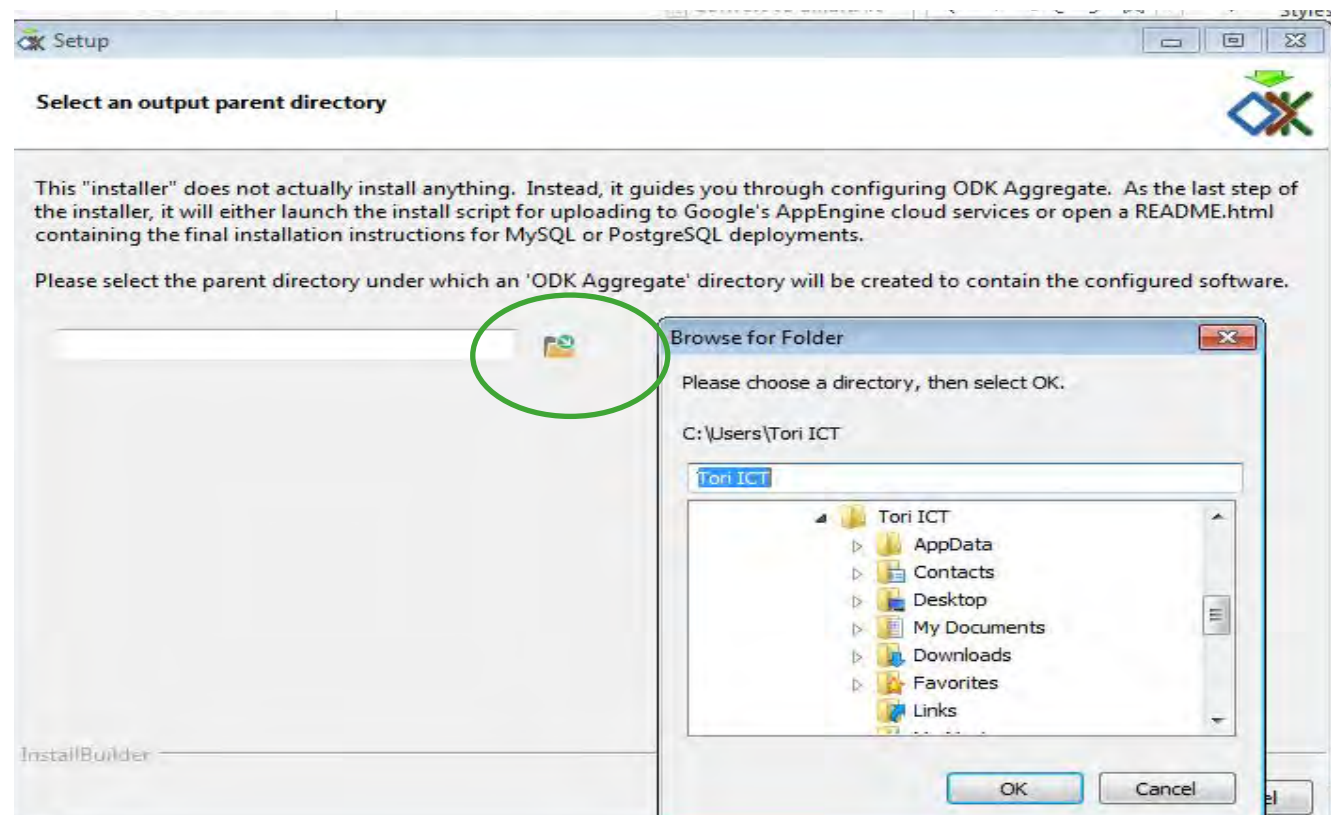 Styles
Setup
Select an output parent directory
This "installer" does not actually install anything. Instead, it guides you through configuring ODK Aggregate. As the last step of
the installer, it will either launch the install script for uploading to Google's AppEngine cloud services or open a README.html
containing the final installation instructions for MySQL or PostgreSQL deployments.
Please select the parent directory under which an 'ODK Aggregate' directory will be created to contain the configured software.
Browse for Folder
Please choose a directory, then select OK.
C:\Users\Tori ICT
Tori ICT
Tori ICT
AppData
Contacts
Desktop
My Documents
Downloads
Favorites
Links
InstallBuilder
OK Cancel